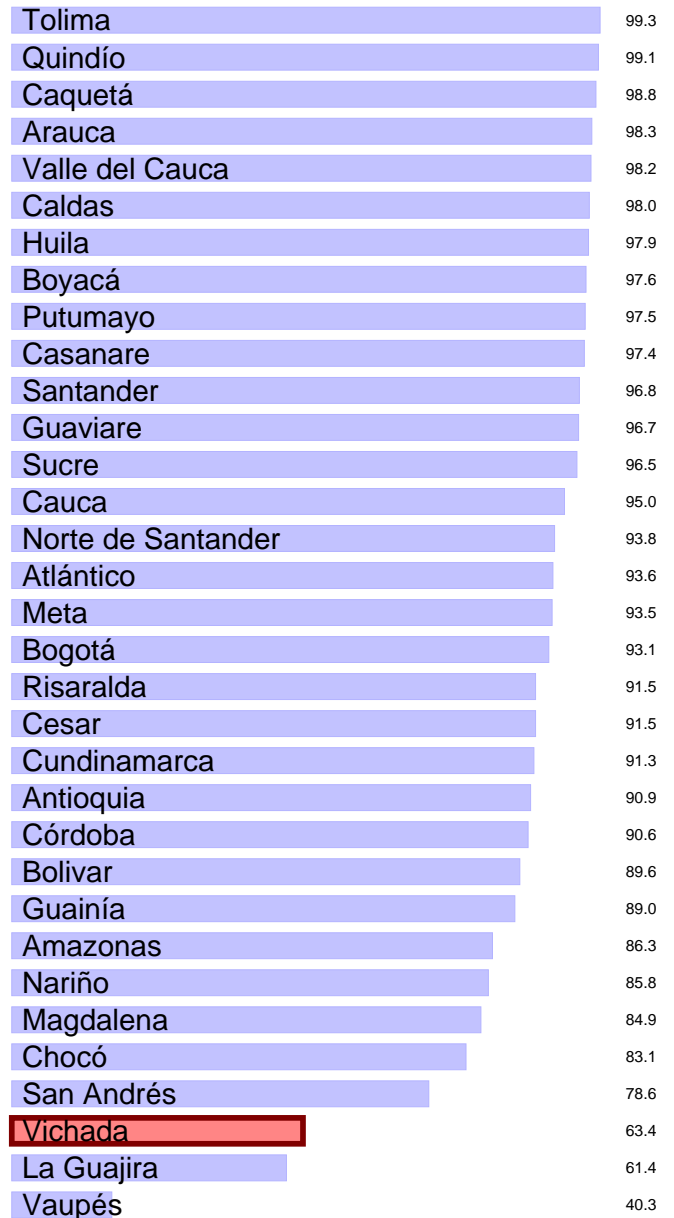 Tolima 99.3
Quindío 99.1
Caquetá 98.8
Arauca 98.3
Valle del Cauca 98.2
Caldas 98.0
Huila 97.9
Boyacá 97.6
Putumayo 97.5
Casanare 97.4
Santander 96.8
Guaviare 96.7
Sucre 96.5
Cauca 95.0
Norte de Santander 93.8
Atlántico 93.6
Meta 93.5
Bogotá 93.1
Risaralda 91.5
Cesar 91.5
Cundinamarca 91.3
Antioquia 90.9
Córdoba 90.6
Bolivar 89.6
Guainía 89.0
Amazonas 86.3
Nariño 85.8
Magdalena 84.9
Chocó 83.1
San Andrés 78.6
Vichada 63.4
La Guajira 61.4
Vaupés 40.3